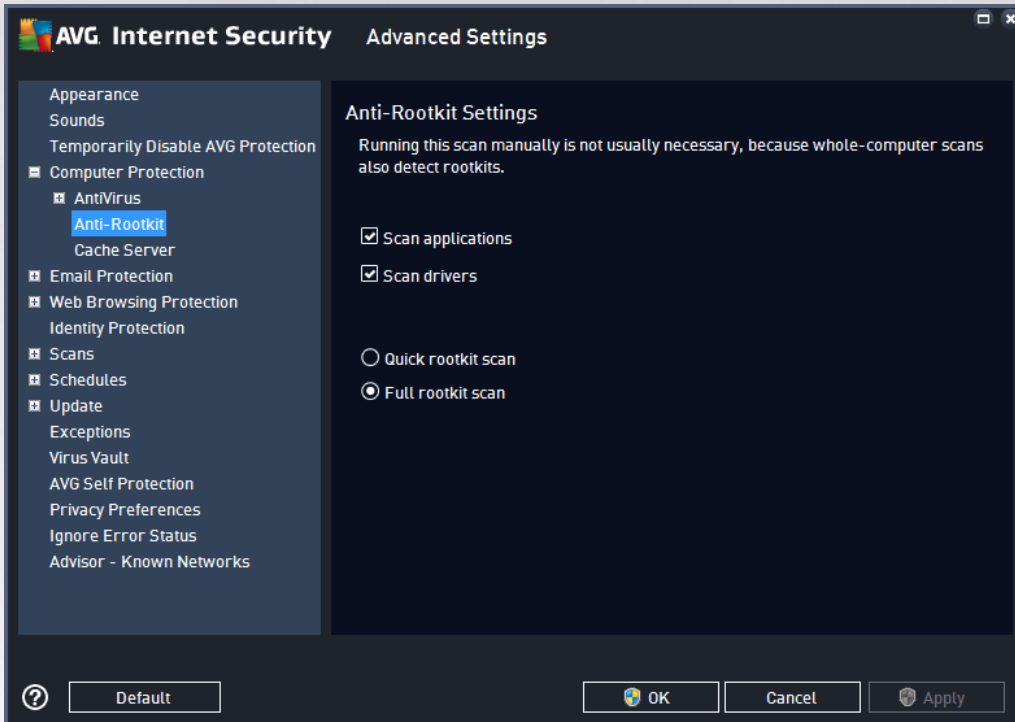 AVG Internet Security Advanced Settings
Appearance
Sounds
Temporarily Disable AVG Protection
Computer Protection
AntiVirus
Anti-Rootkit
Cache Server
Email Protection
Web Browsing Protection
Identity Protection
Scans
Schedules
Update
Exceptions
Virus Vault
AVG Self Protection
Privacy Preferences
Ignore Error Status
Advisor - Known Networks
Anti-Rootkit Settings
Running this scan manually is not usually necessary, because whole-computer scans
also detect rootkits.
Scan applications
Scan drivers
Quick rootkit scan
Full rootkit scan
? Default OK Cancel Apply